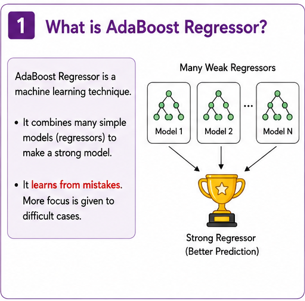 1 What is AdaBoost Regressor?
AdaBoost Regressor is a
machine learning technique.
• It combines many simple
models (regressors) to
make a strong model.
• It learns from mistakes.
More focus is given to
difficult cases.
Many Weak Regressors
...
Model 1 Model 2 Model N
Strong Regressor
(Better Prediction)